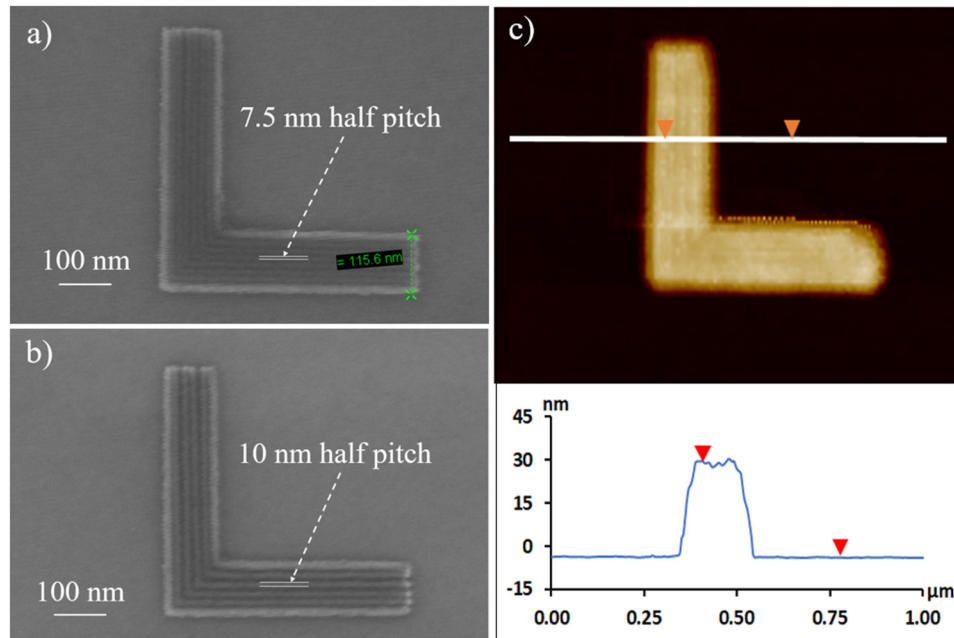 a)
7.5 nm half pitch
100 nm
= 115.6 nm
b)
10 nm half pitch
100 nm
c)
nm
45
30
15
0
-15
0.00 0.25 0.50 0.75 1.00
µm